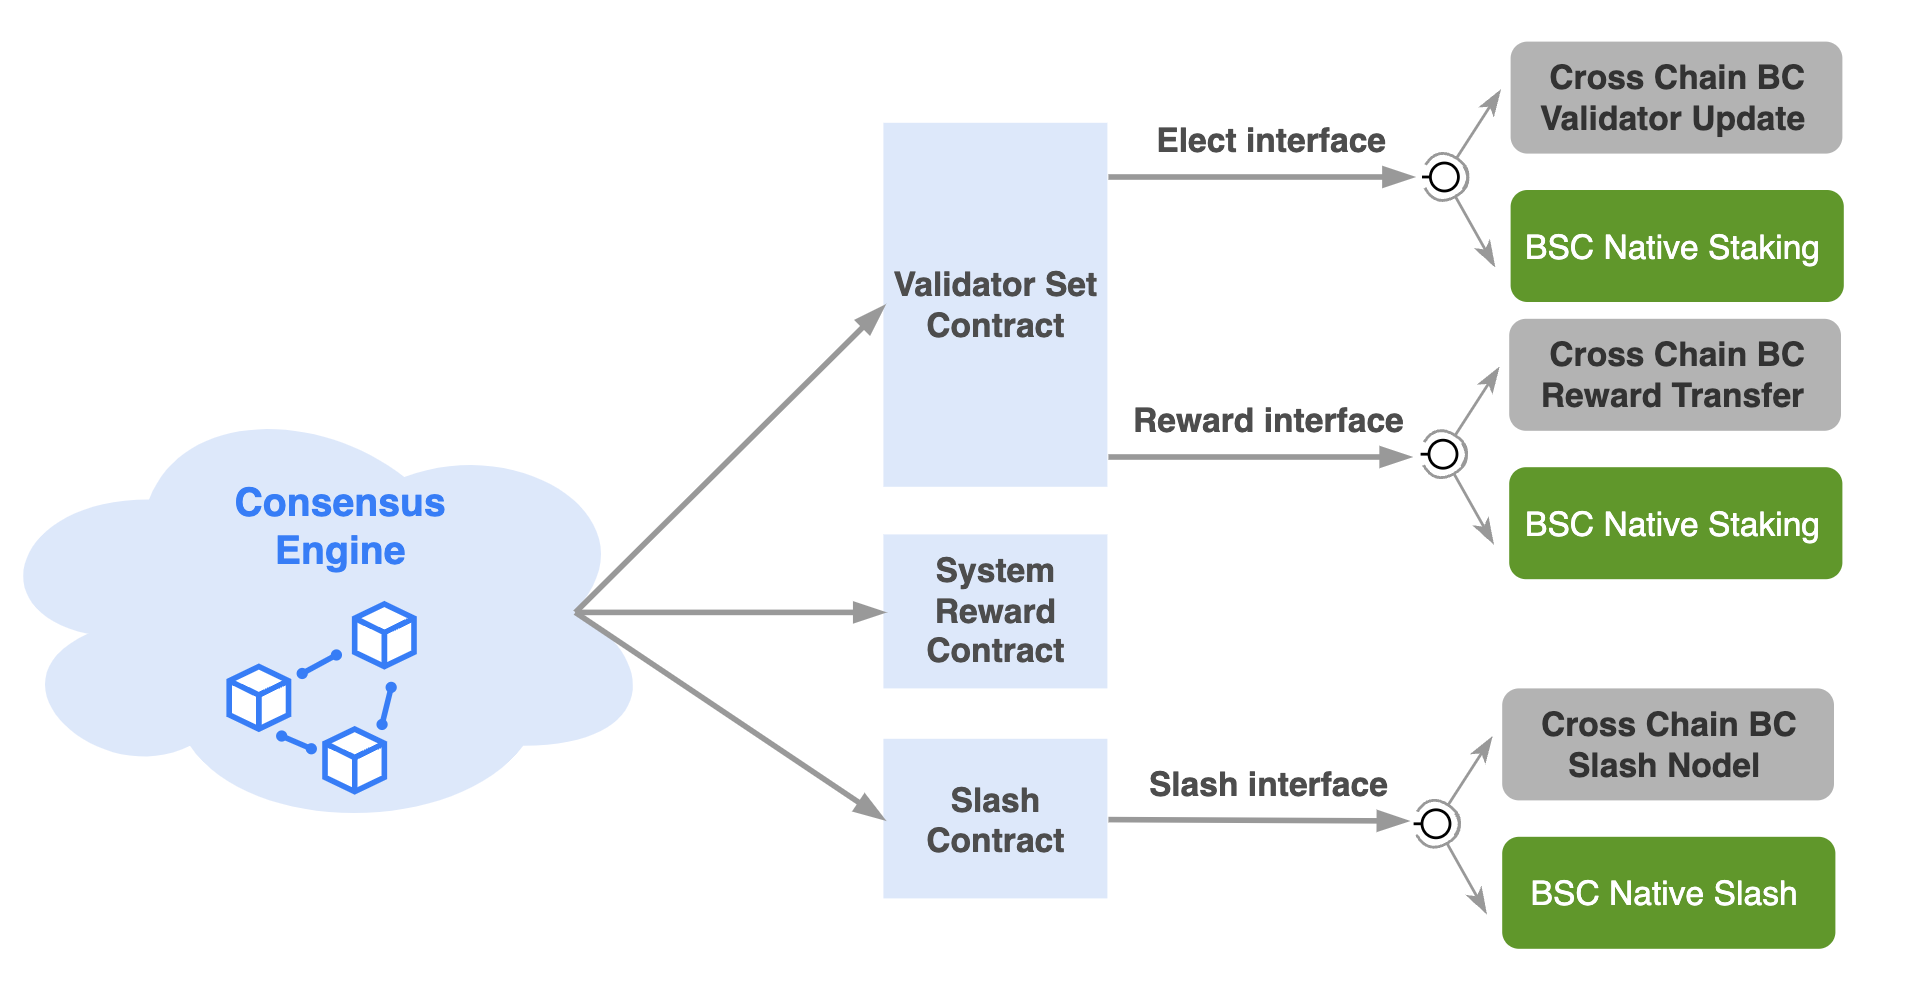 Consensus
Engine
Validator Set
Contract
System
Reward
Contract
Slash
Contract
Elect interface
Reward interface
Slash interface
Cross Chain BC
Validator Update
BSC Native Staking
Cross Chain BC
Reward Transfer
BSC Native Staking
Cross Chain BC
Slash Nodel
BSC Native Slash